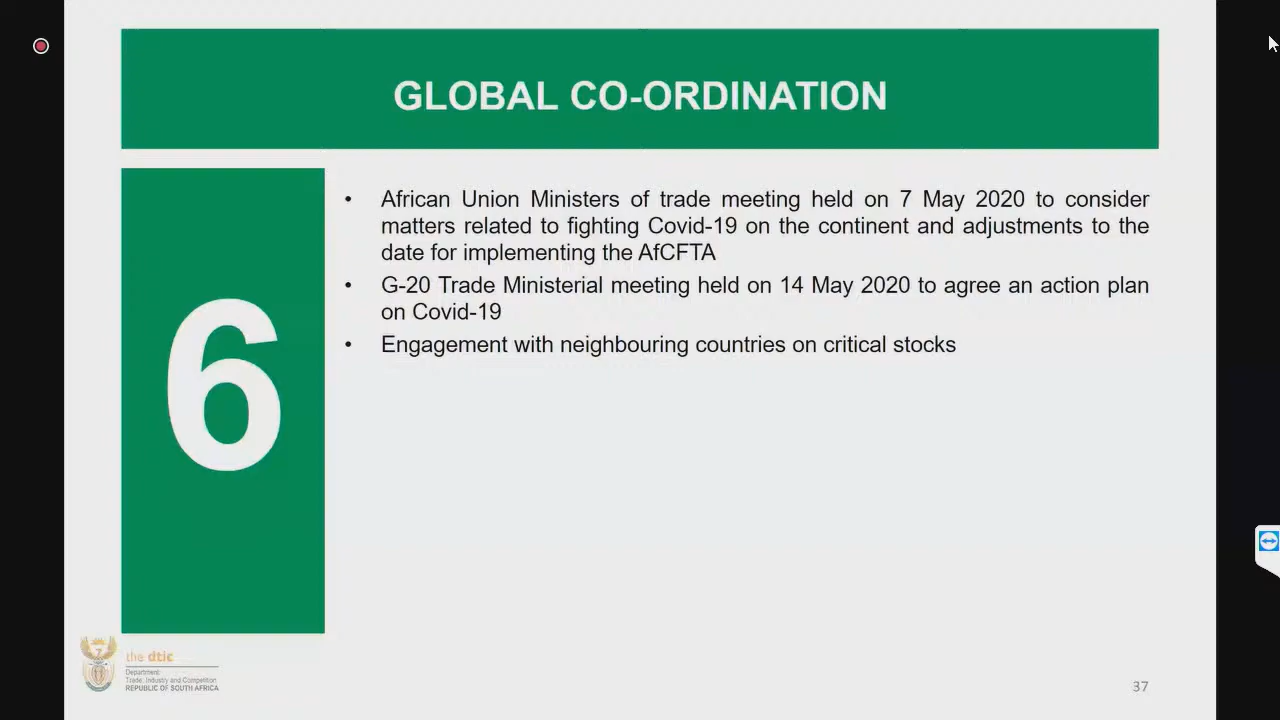 GLOBAL CO-ORDINATION
6
• African Union Ministers of trade meeting held on 7 May 2020 to consider
matters related to fighting Covid-19 on the continent and adjustments to the
date for implementing the AfCFTA
• G-20 Trade Ministerial meeting held on 14 May 2020 to agree an action plan
on Covid-19
• Engagement with neighbouring countries on critical stocks
the dtic
Department:
Trade, Industry and Competition
REPUBLIC OF SOUTH AFRICA
37